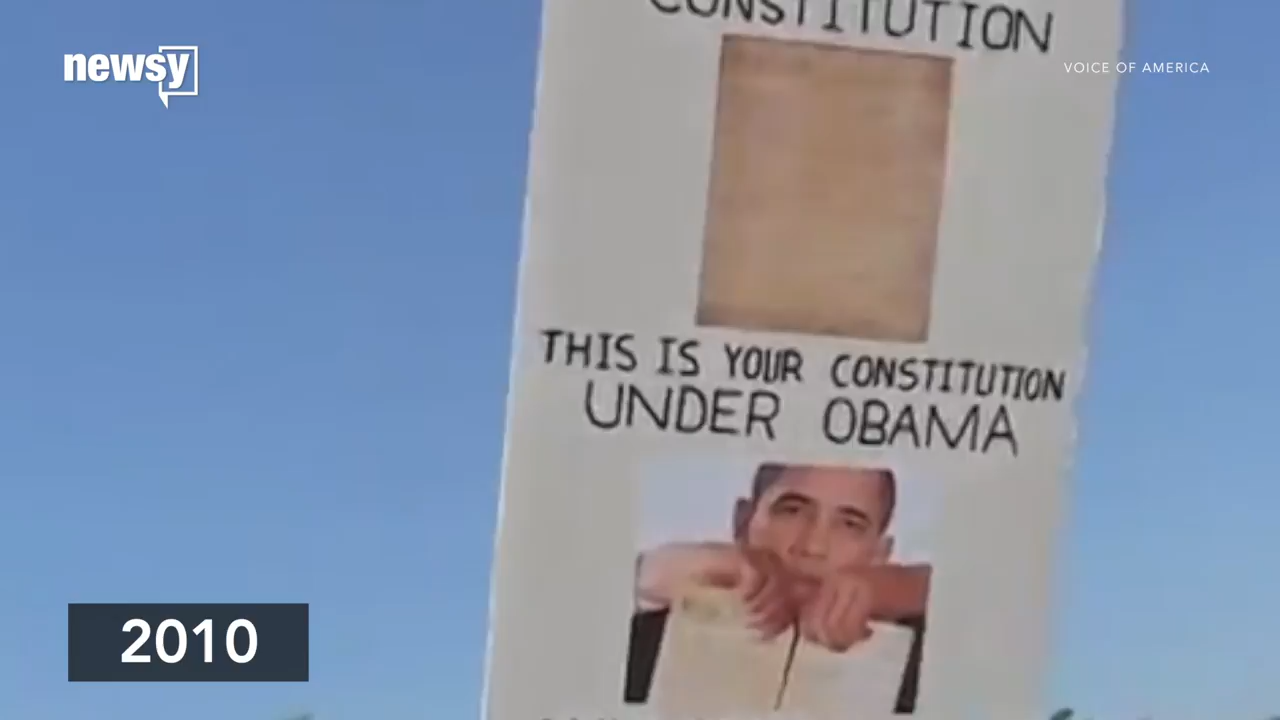 newsy
VOICE OF AMERICA
CONSTITUTION
THIS IS YOUR CONSTITUTION
UNDER OBAMA
2010